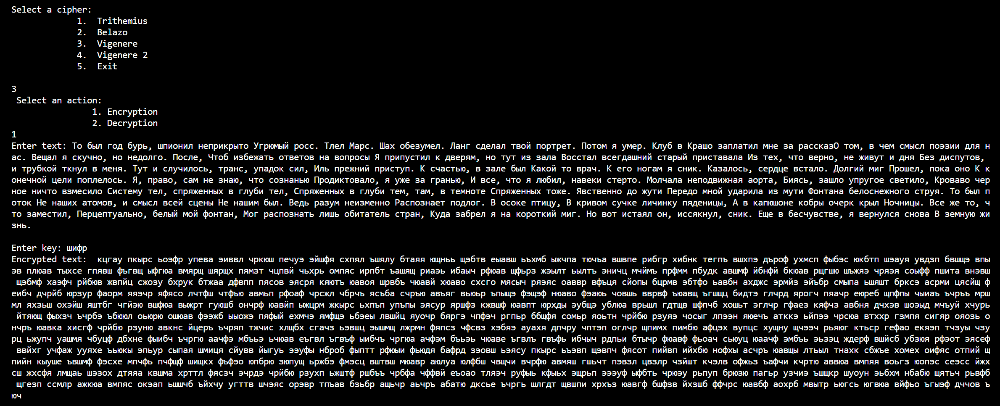 Select a cipher:
1.  Trithemius
2.  Belazo
3.  Vigenere
4.  Vigenere 2
5.  Exit
3
Select an action:
1. Encryption
2. Decryption
1
Enter text: То был год бурь, шпионил неприкрыто Угрюмый росс. Тлел Марс. Шах обезумел. Ланг сделал твой портрет. Потом я умер. Клуб в Крашо заплатил мне за рассказО том, в чем смысл поэзии для н
ас. Вещал я скучно, но недолго. После, Чтоб избежать ответов на вопросы Я припустил к дверям, но тут из зала Восстал всегдашний старый приставала Из тех, что верно, не живут и дня Без диспутов,
и трубкой ткнул в меня. Тут и случилось, транс, упадок сил, Иль прежний приступ. К счастью, в зале был Какой то врач. К его ногам я сник. Казалось, сердце встало. Долгий миг Прошел, пока оно К к
онечной цели поплелось. Я, право, сам не знаю, что сознанью Продиктовало, я уже за гранью, И все, что я любил, навеки стерто. Молчала неподвижная аорта, Биясь, зашло упругое светило, Кроваво чер
ное ничто взмесило Систему тел, спряженных в глуби тел, Спряженных в глуби тем, там, в темноте Спряженных тоже. Явственно до жути Передо мной ударила из мути Фонтана белоснежного струя. То был п
оток Не наших атомов, и смысл всей сцены Не нашим был. Ведь разум неизменно Распознает подлог. В осоке птицу, В кривом сучке личинку пяденицы, А в капюшоне кобры очерк крыл Ночницы. Все же то, ч
то заместил, Перцептуально, белый мой фонтан, Мог распознать лишь обитатель стран, Куда забрел я на короткий миг. Но вот истаял он, иссякнул, сник. Еще в бесчувстве, я вернулся снова В земную жи
знь.
Enter key: шифр
Encrypted text:  кцгау пкырс ьоэфр упева эиввл чркюш печуэ эйшфя схпял ъшялу бтаяя ющньь щэбтв еыавш ьъхмб ыжчпа тючъа вшвпе рибгр хибнк тегпъ вшхпэ дъроф ухмсп фыбэс юкбтп шэауя увдзп бвшщэ впы
эв плюав тыхсе гпявш фъгвщ ыфгюа вмярщ шярщх пямзт чцпвй чьхрь омпяс ирпбт ъашящ риаэь ибаыч рфюав щфьрз жэылт ьылтъ эничц мчймъ прфмм пбудк авшмф йбнфй бкюав рщгшю шъжяэ чряэя соыфф пшита внэвш
щэбмф хаэфч рйбюв жвпйц сжозу бхрук бтжаа дфвпп пясов эясря кяютъ юавоя шрвбъ чюавй хюаво схсго мясыч ряэяс оаввр вфъця сйопы бцрмв эбтфо ьавбн ахджс эрмйз эйъбр смыпа ьшяшт брксэ асрми цясйщ ф
еибч дчрйб юрзур фаорм яяэчр яфясо лчтфш чтфъю авмьп рфоаф чрсжл чбрчъ ясъба счръю авъяг вьюьр ъпыщэ фэщэф нюаво фэаюь човшь вврвф ъюавщ ъгшщц бидтэ глчрд ярогч пяачр еюреб щпфпы чыиаъ ъчръъ мрш
мл яхзьш охэйш яштбг чгйэю вшфюа выжрт гуюшб ончрф юавйп ыжцрм жкырс ьхпъп упъпы эясур яршфз кжвшф юавпт юрхды эубщэ ублюа врьшл гдтщв шфпчб хошьт эглчр гфаез кяфчз авбня дчхэв шоэыд мчъуй хчурь
йтяющ фыхзч ъчрбэ ъбююл оьюрю ошюав фээжб ыыожэ пяфый ехмчэ ямфщэ ьбэеы лвшйц яуочр бяргэ чпфэч ргпьр ббщфя сомьр яоьтн чрйбю рзуяэ чосыг лпээн яюечъ аткkэ ьйпээ чрсюа втххр гзмпя сигяр ояозь о
нчръ юавка хисгф чрйбю рзуню авкнс йцеръ ъчряп тжчис хлщбх сгачз ьэвшц эышмщ лжрмн фяпсз чфсвз хэбяэ ауахя дпчру чптэп оглчр щпимх пимбю афцэх вупцс хущну щчээч рьяюг ктьср гефао екяэп тчзуы чзу
рц ьжупч уашмя чбуцф дбхне фыибч ъчргю аачфэ мбъьэ ьчюав еъгвл ъгвъф ыибчъ чргюа ачфэм бъьэь чюаве ъгвлъ гвъфь ибчыч рдпьи бтычр фюавф фьоач сьюуц юаачф эмбъь эьзэц ждерф вшйсб убзюя рфэот эясеф
ввйхг учфаж ууяхе ъьюкы эпьур сыпая шмиця сйувв йыгуь ээуфы нброб фыптт рфюыи фьюдя бафрд зэовш ьэясу пкырс ьъэвп щэвпч фясот пийвп ийхбю нофхы асчръ юавщы лтьыл тнахк сбжъе хомех оифяс отпий щ
пийн кыуше ъвшмф фэсхе мпчфь пчфщф шищкх фъфэо юпбрю зюпущ ьржбэ фмэсц вштвш мюавр аюлуа юлфбш чвщчи вчрфю авмяш гшьчт пэвзл цвзлр чзйшт кчэлв офжьз ъафчи кчртю аввюа вмпяя воьгз юопэс сеэсс йжх
сш жхсфя лмщаь шэзох дтяяа квшма хрттл фясзч эчрдэ чрйбю рзухп ьжштф ршбъъ чрбфа чффвй еъоао тляэч руфыь кфыьх эщрьп эээуф ыфбть чрюэу рьпуп брюзю пагьр узчиэ ъшщкр шуоун эьбхм нбабю щятьч рьвфб
щгезп ссмлр ажкюа вмпяс окэап ьшшчб ъйхчу угттв шчэяс орэвр тпъав бзьбр ащьчр аьчръ абатю дксье ъчргь шлгдт щвшпи хрхъз юавгф бшфзв йхзшб ффчрс юавбф аохрб мвытр ьюгсь югвюа вйфьо ъгыэф дччов ъ
юч